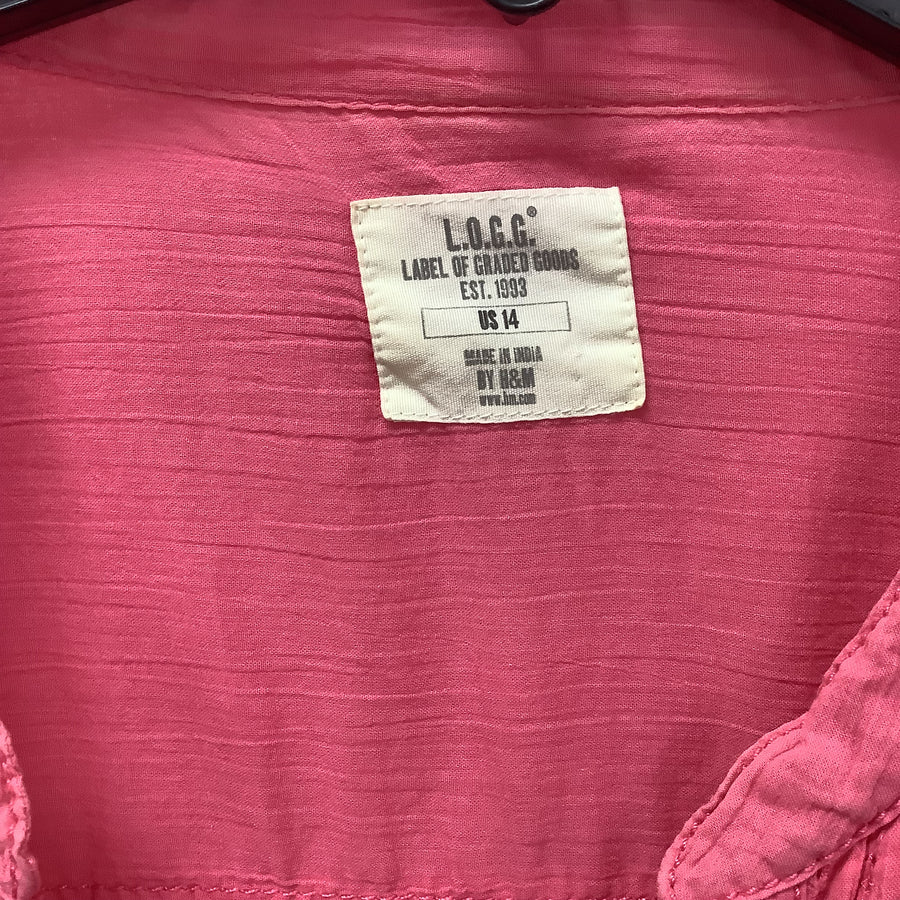 L.O.G.G.®
LABEL OF GRADED GOODS
EST. 1993
US 14
MADE IN INDIA
BY H&M
www.hm.com